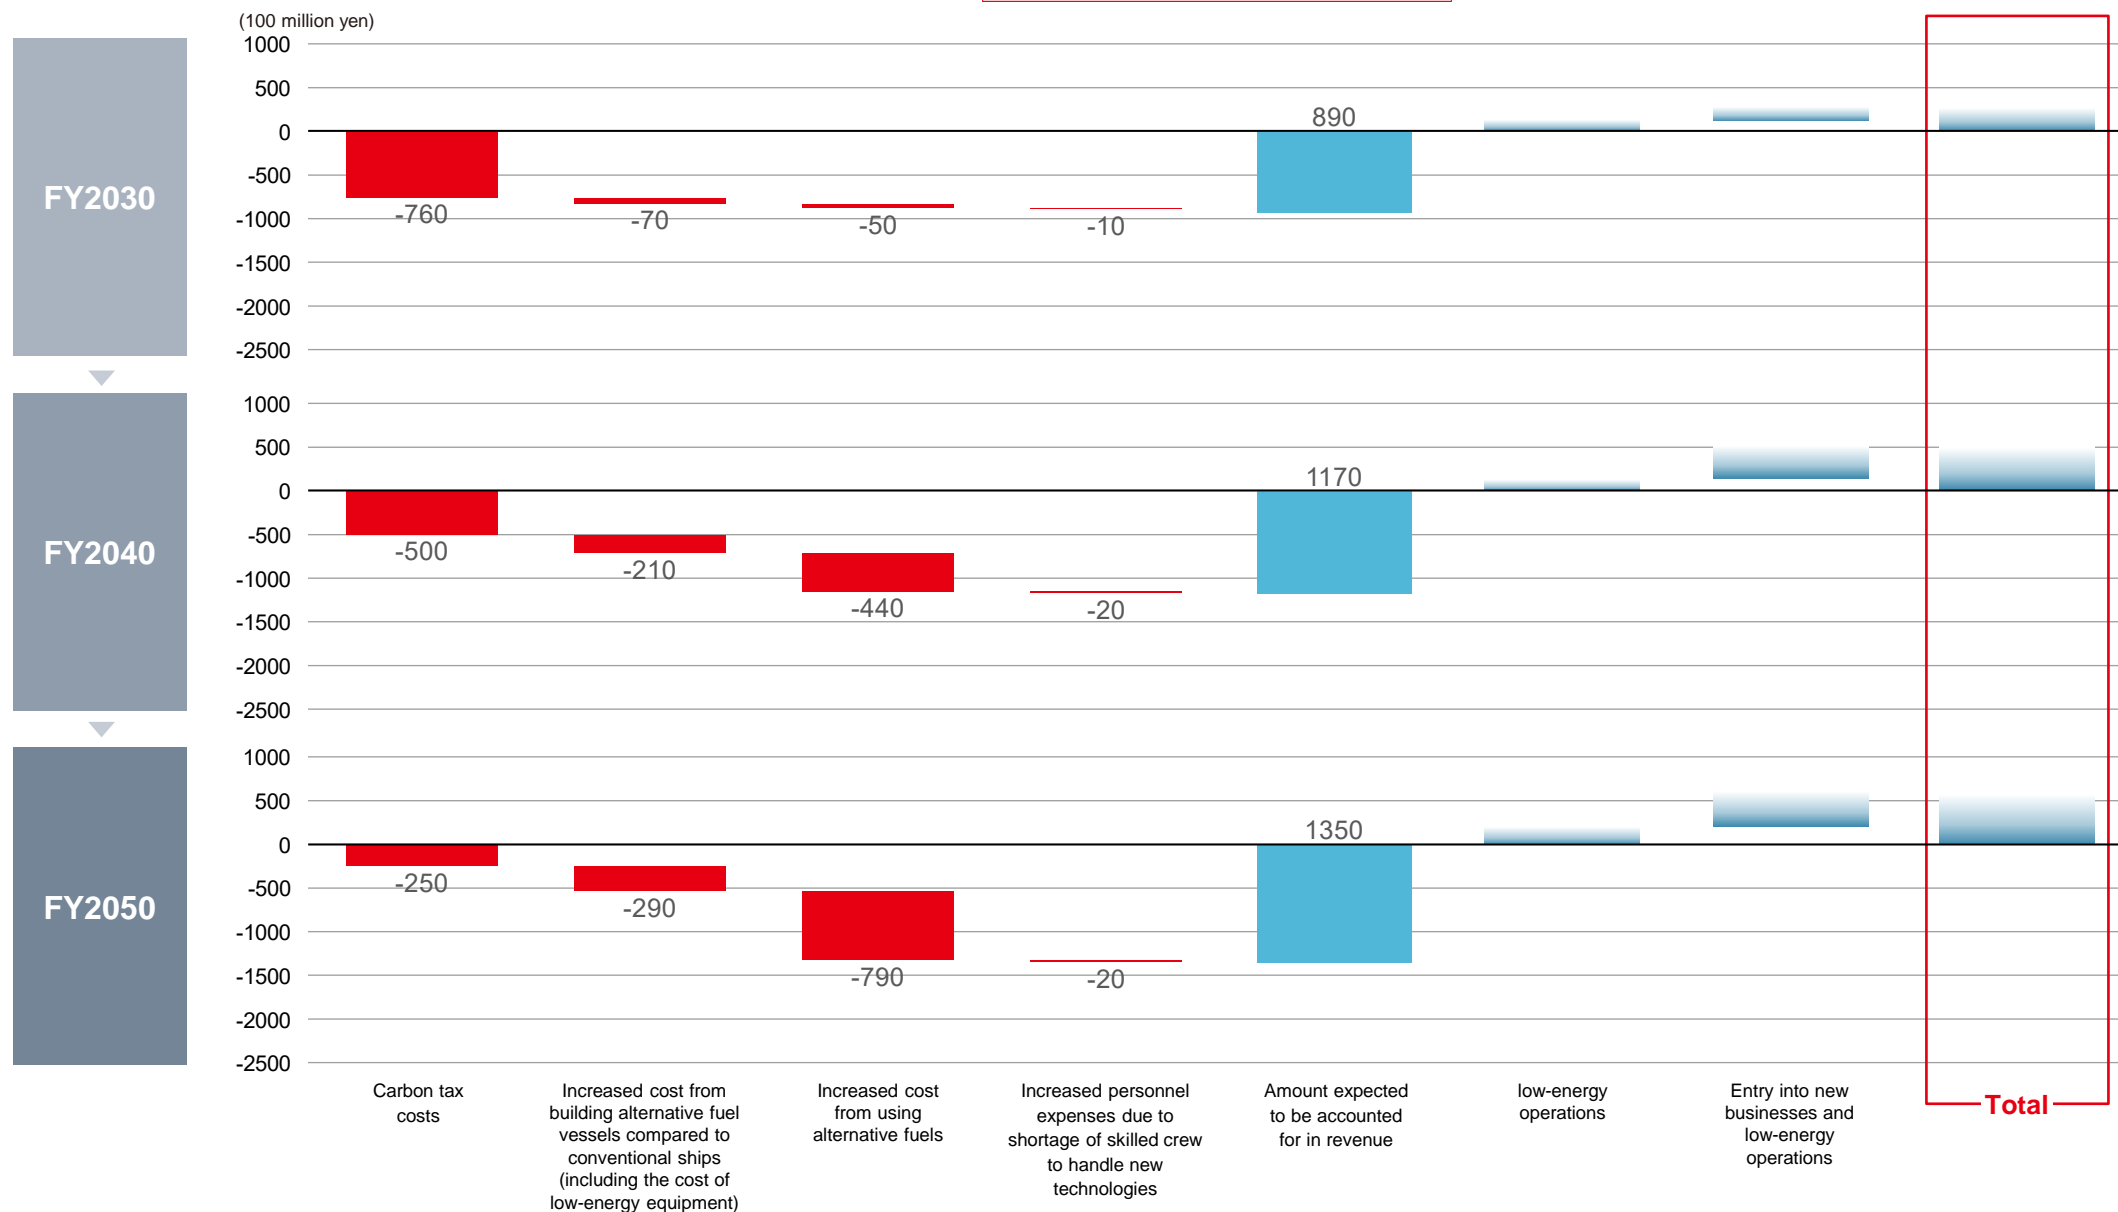 (100 million yen)
FY2030
1000
500
0
-500
-1000
-1500
-2000
-2500
-760
-70
-50
-10
890
FY2040
1000
500
0
-500
-1000
-1500
-2000
-2500
-500
-210
-440
-20
1170
FY2050
1000
500
0
-500
-1000
-1500
-2000
-2500
-250
-290
-790
-20
1350
Carbon tax
costs
Increased cost from
building alternative fuel
vessels compared to
conventional ships
(including the cost of
low-energy equipment)
Increased cost
from using
alternative fuels
Increased personnel
expenses due to
shortage of skilled crew
to handle new
technologies
Amount expected
to be accounted
for in revenue
low-energy
operations
Entry into new
businesses and
low-energy
operations
Total